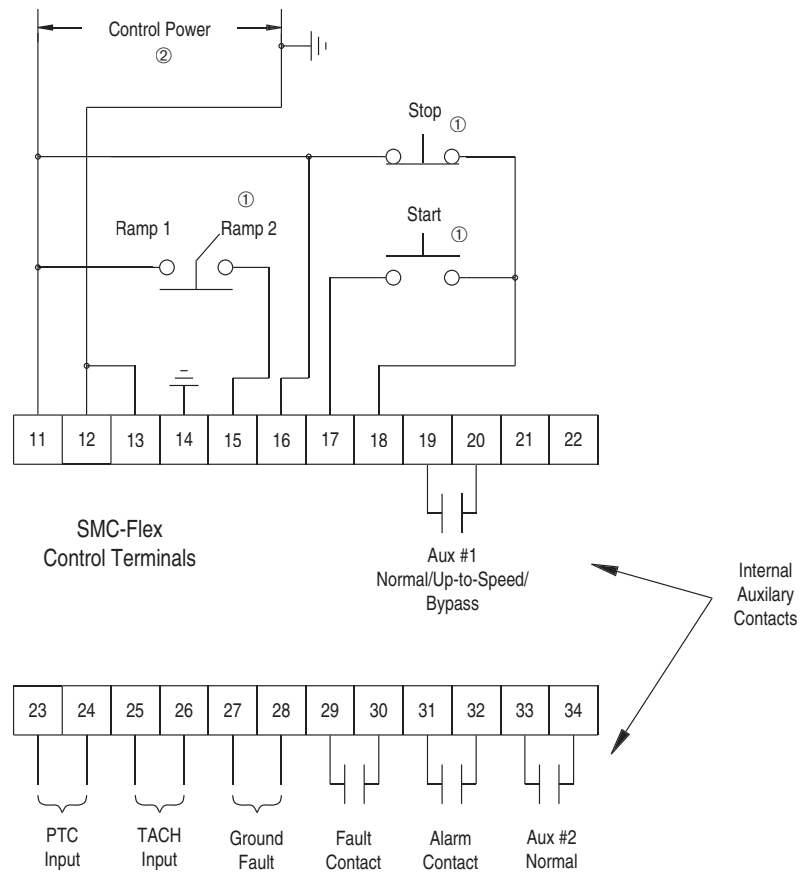 Control Power
②
Stop ①
①
Ramp 1 Ramp 2
Start ①
11 12 13 14 15 16 17 18 19 20 21 22
SMC-Flex
Control Terminals
Aux #1
Normal/Up-to-Speed/
Bypass
Internal
Auxilary
Contacts
23 24 25 26 27 28 29 30 31 32 33 34
PTC
Input
TACH
Input
Ground
Fault
Fault
Contact
Alarm
Contact
Aux #2
Normal